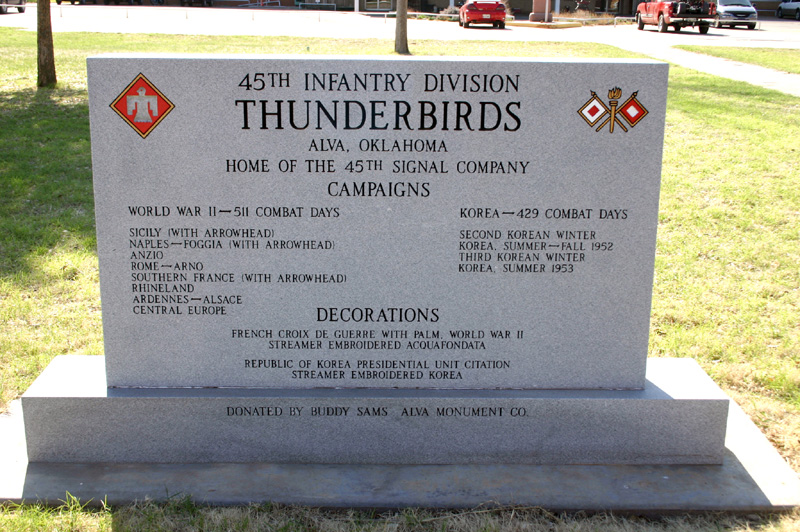 45TH INFANTRY DIVISION
THUNDERBIRDS
ALVA, OKLAHOMA
HOME OF THE 45TH SIGNAL COMPANY
CAMPAIGNS
WORLD WAR II—511 COMBAT DAYS
SICILY (WITH ARROWHEAD)
NAPLES—FOGGIA (WITH ARROWHEAD)
ANZIO
ROME—ARNO
SOUTHERN FRANCE (WITH ARROWHEAD)
RHINELAND
ARDENNES—ALSACE
CENTRAL EUROPE
KOREA—429 COMBAT DAYS
SECOND KOREAN WINTER
KOREA, SUMMER—FALL 1952
THIRD KOREAN WINTER
KOREA, SUMMER 1953
DECORATIONS
FRENCH CROIX DE GUERRE WITH PALM, WORLD WAR II
STREAMER EMBROIDERED ACQUAFONDATA
REPUBLIC OF KOREA PRESIDENTIAL UNIT CITATION
STREAMER EMBROIDERED KOREA
DONATED BY BUDDY SAMS ALVA MONUMENT CO.